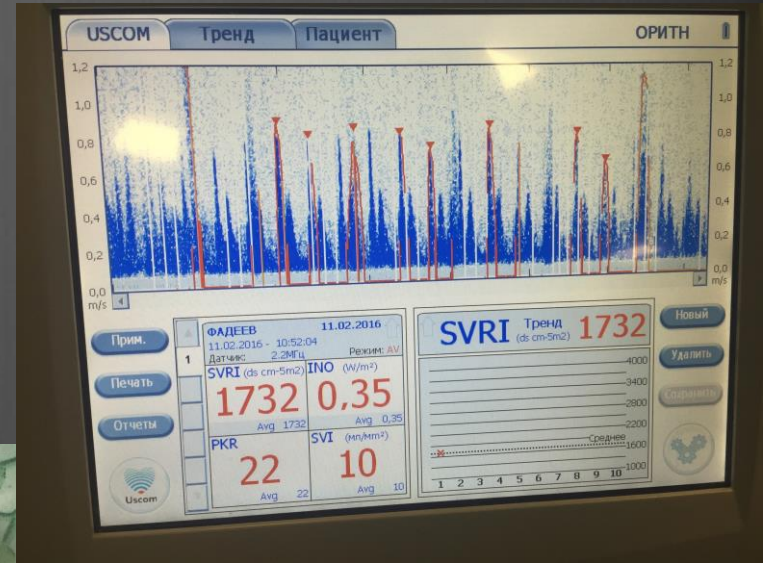 USCOM Тренд Пациент ОРИТН
1,2 1,2
1,0 1,0
0,8 0,8
0,6 0,6
0,4 0,4
0,2 0,2
0,0 0,0
m/s m/s
Прим.
Печать
Отчеты
Uscom
1
ФАДЕЕВ 11.02.2016
11.02.2016 - 10:52:04
Датчик: 2.2МГц Режим: AV
SVRI (ds cm-5m2) INO (W/m²)
1732 0,35
Avg 1732 Avg 0,35
PKR SVI (мл/mm²)
22 10
Avg 22 Avg 10
SVRI Тренд (ds cm-5m2) 1732
4000
3400
2800
2200
Среднее
1600
1000
1 2 3 4 5 6 7 8 9 10
Новый
Удалить
Сохранить